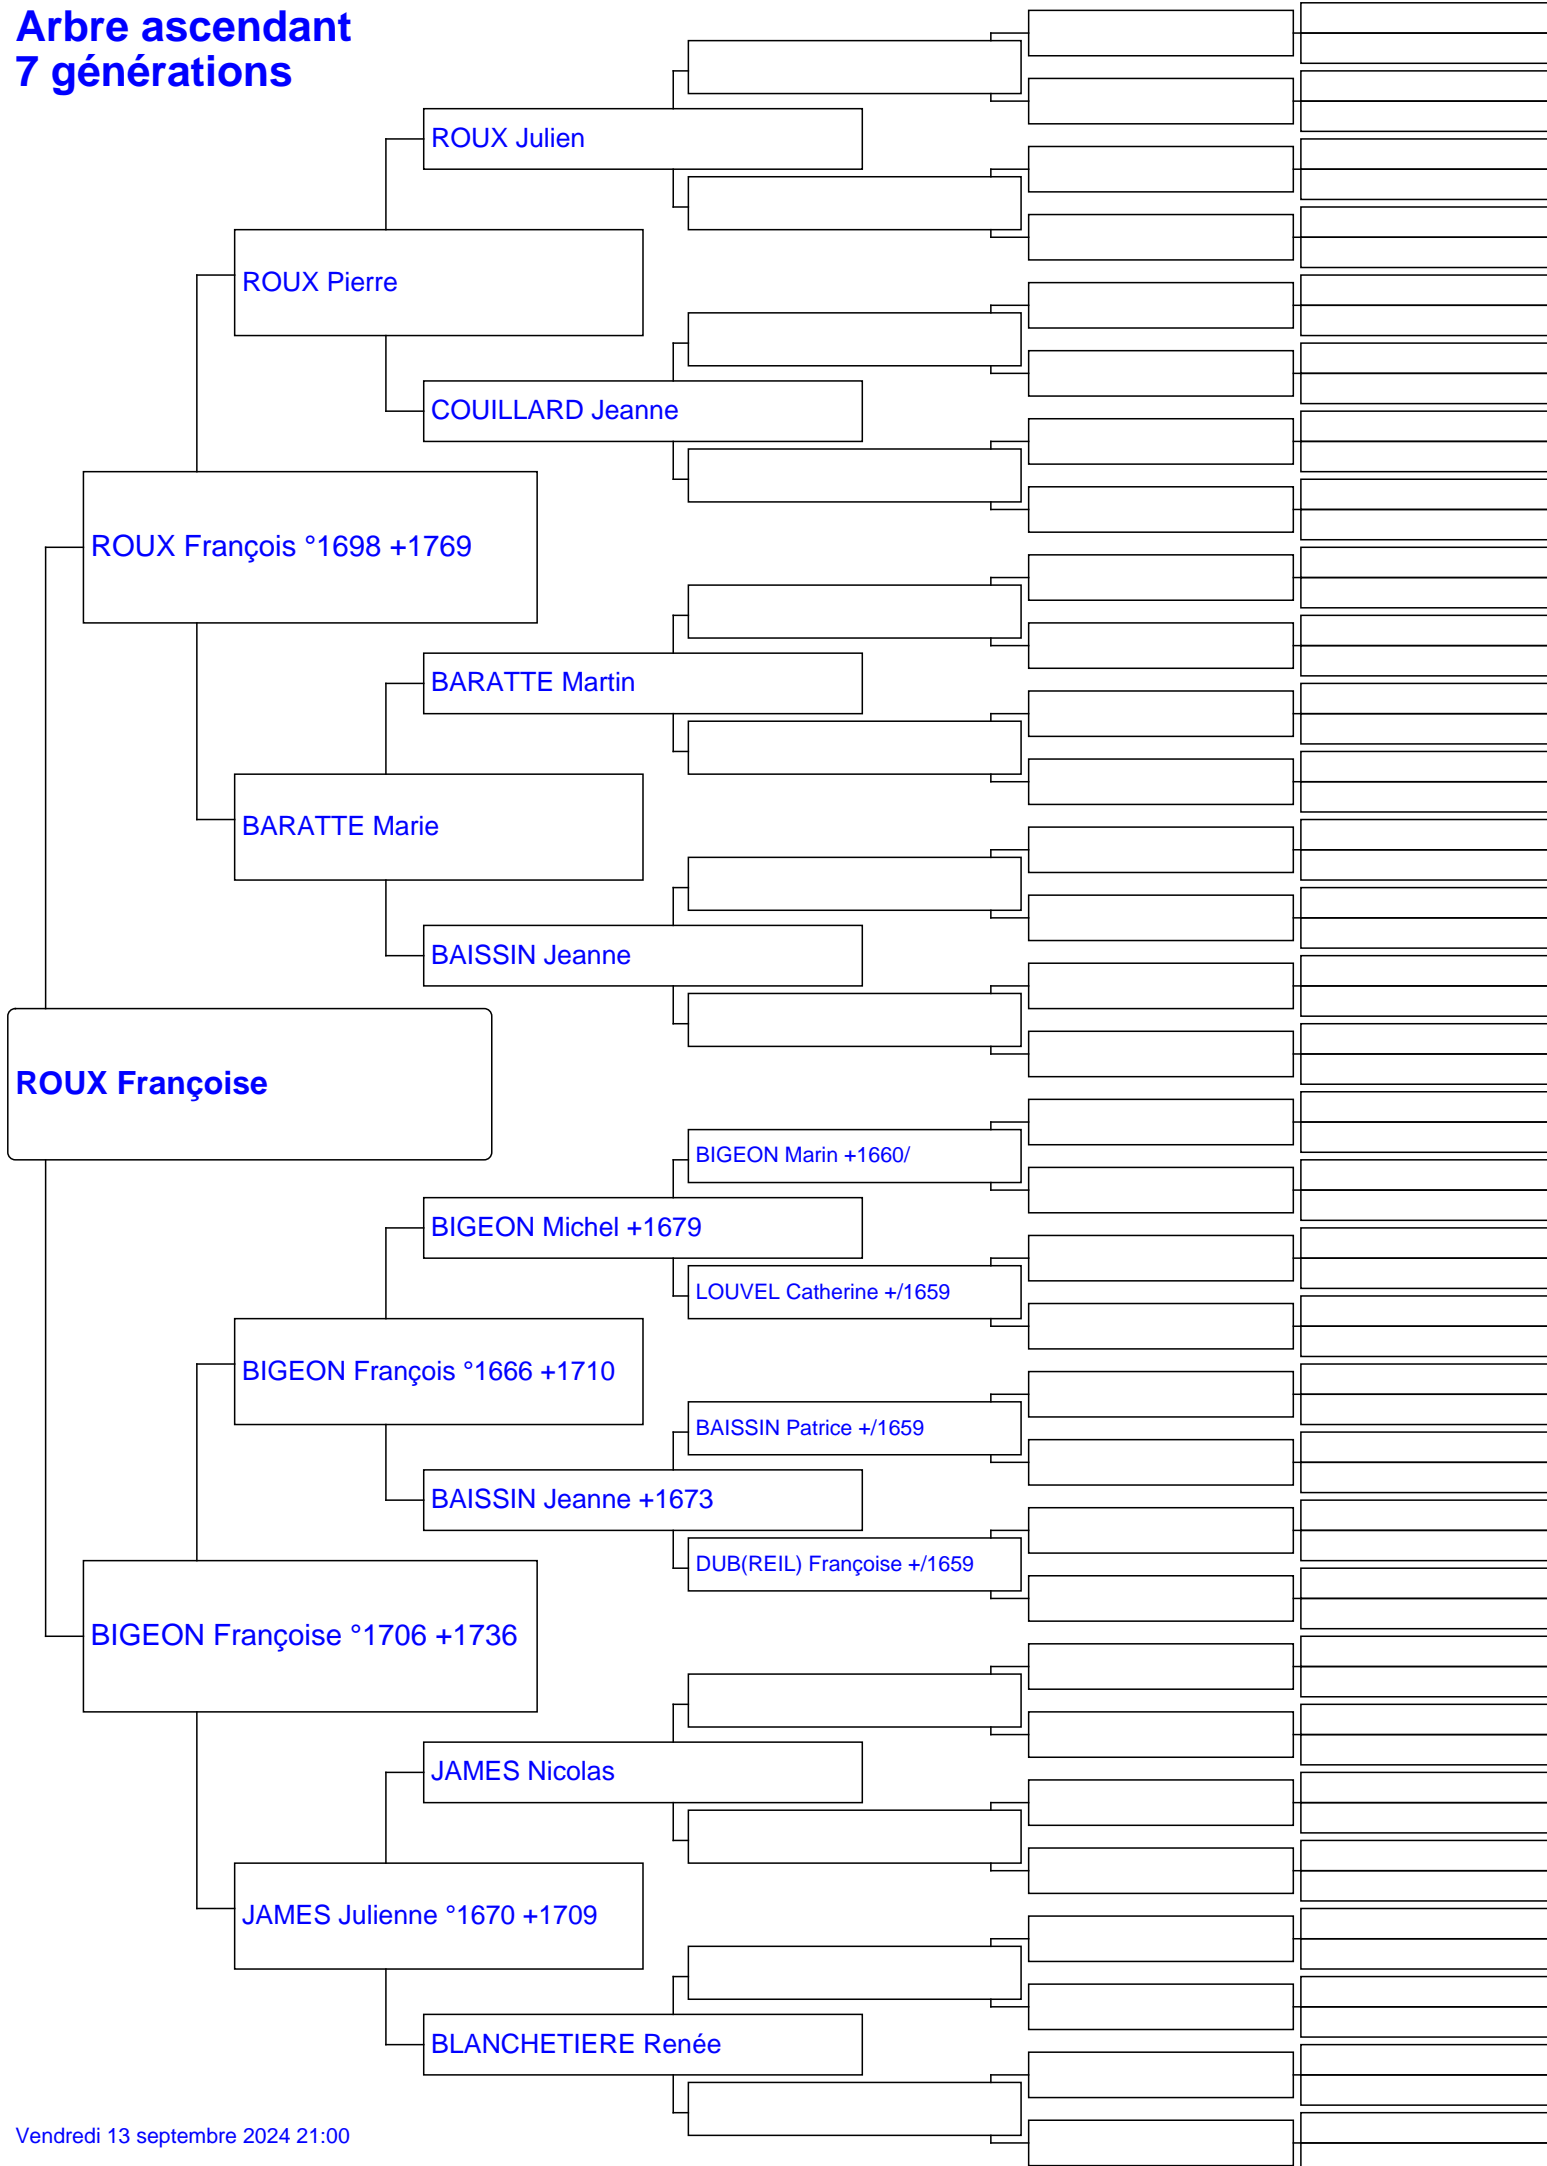 Arbre ascendant
7 générations
ROUX Julien
ROUX Pierre
COUILLARD Jeanne
ROUX François °1698 +1769
BARATTE Martin
BARATTE Marie
BAISSIN Jeanne
ROUX Françoise
BIGEON Marin +1660/
BIGEON Michel +1679
LOUVEL Catherine +/1659
BIGEON François °1666 +1710
BAISSIN Patrice +/1659
BAISSIN Jeanne +1673
DUB(REIL) Françoise +/1659
BIGEON Françoise °1706 +1736
JAMES Nicolas
JAMES Julienne °1670 +1709
BLANCHETIERE Renée
Vendredi 13 septembre 2024 21:00